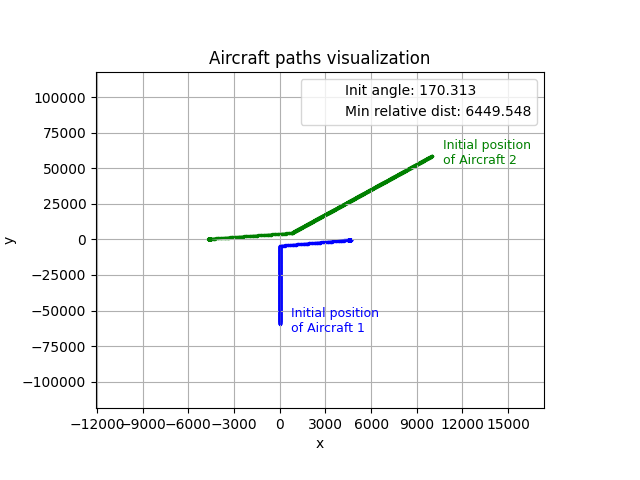 Aircraft paths visualization
Init angle: 170.313
Min relative dist: 6449.548
Initial position
of Aircraft 2
Initial position
of Aircraft 1
y
100000
75000
50000
25000
0
−25000
−50000
−75000
−100000
−12000 −9000 −6000 −3000 0 3000 6000 9000 12000 15000
x